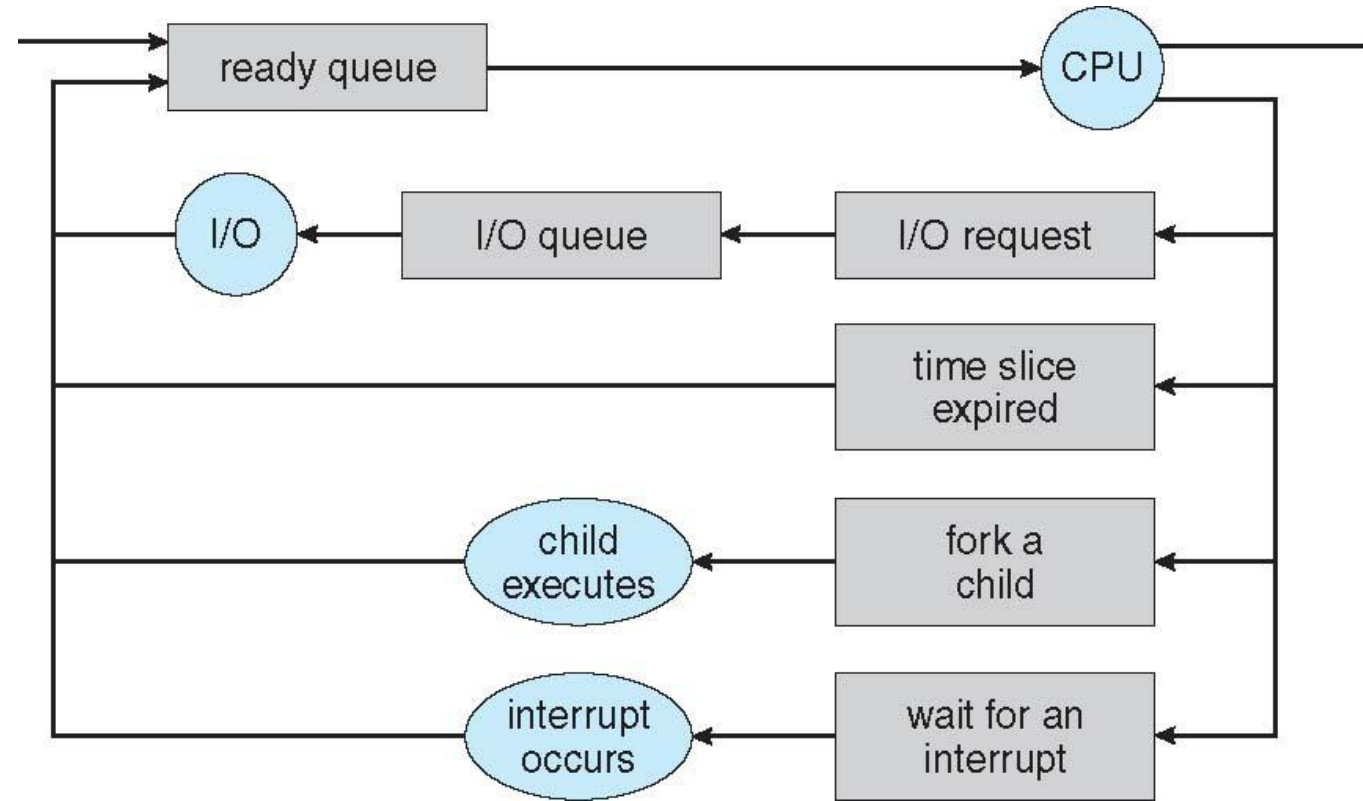 ready queue
CPU
I/O
I/O queue
I/O request
time slice
expired
child
executes
fork a
child
interrupt
occurs
wait for an
interrupt